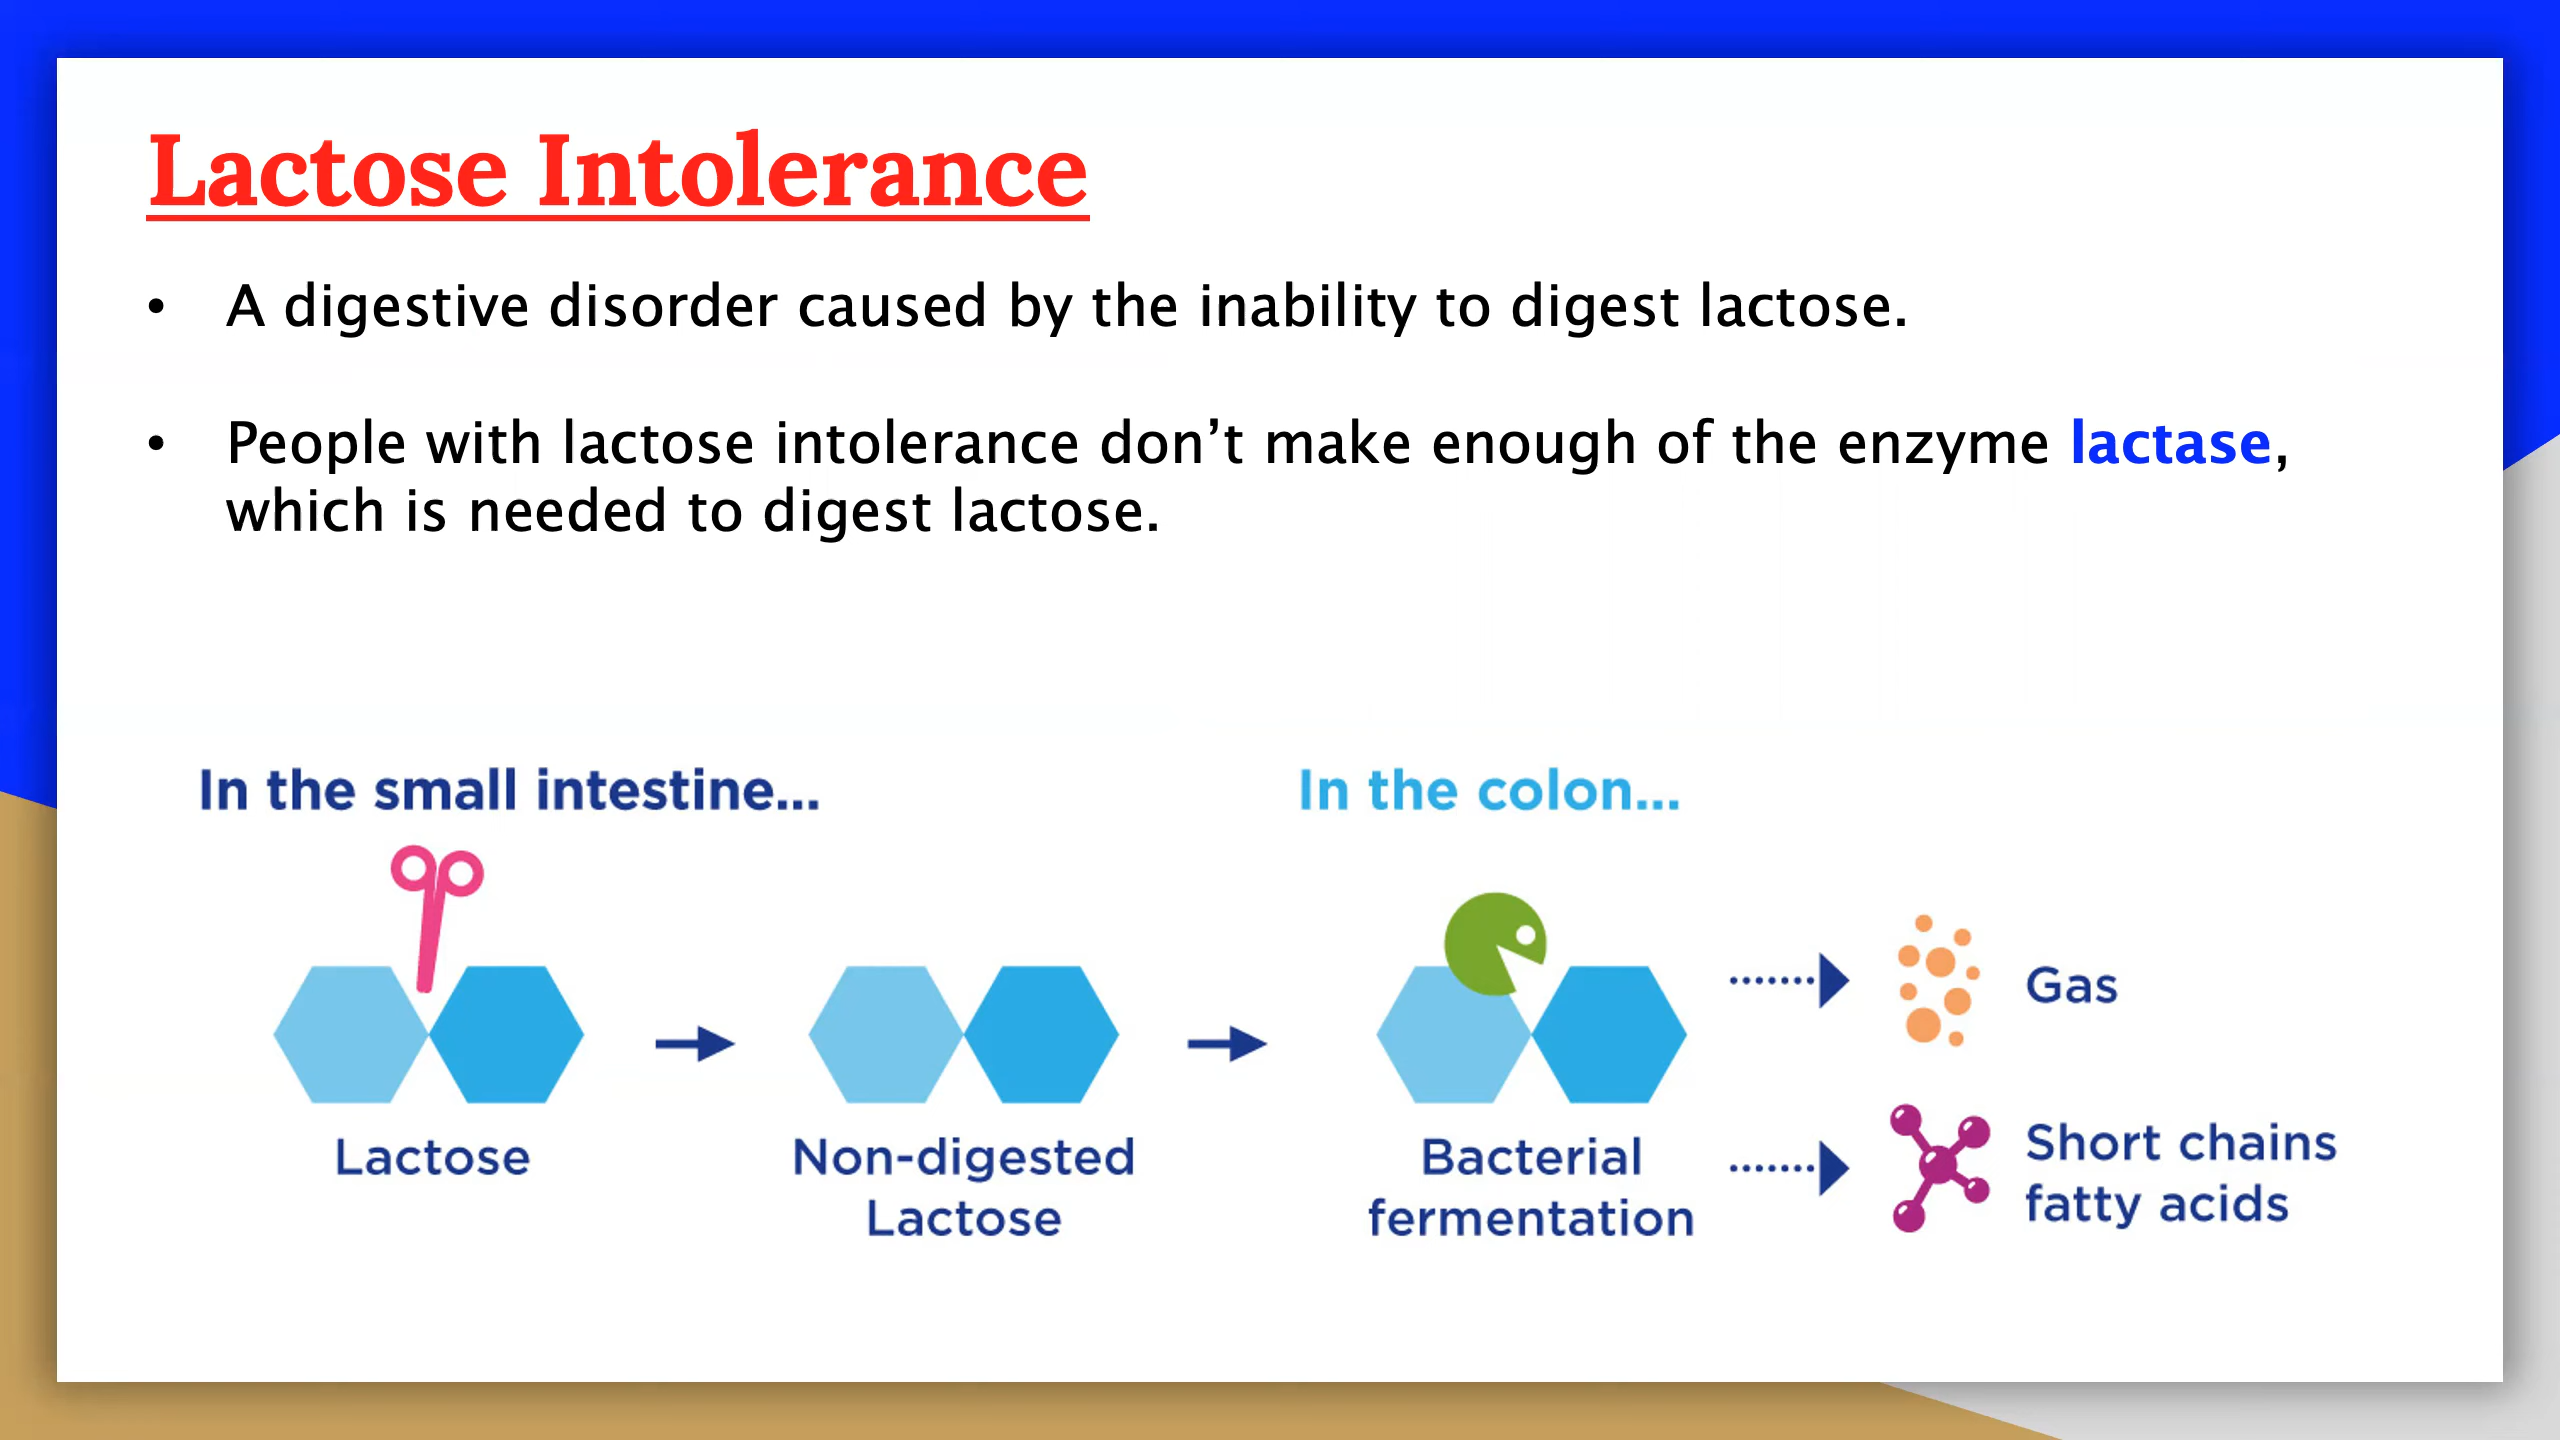 Lactose Intolerance
• A digestive disorder caused by the inability to digest lactose.
• People with lactose intolerance don’t make enough of the enzyme lactase,
which is needed to digest lactose.
In the small intestine...
In the colon...
Lactose
Non-digested
Lactose
Bacterial
fermentation
Gas
Short chains
fatty acids